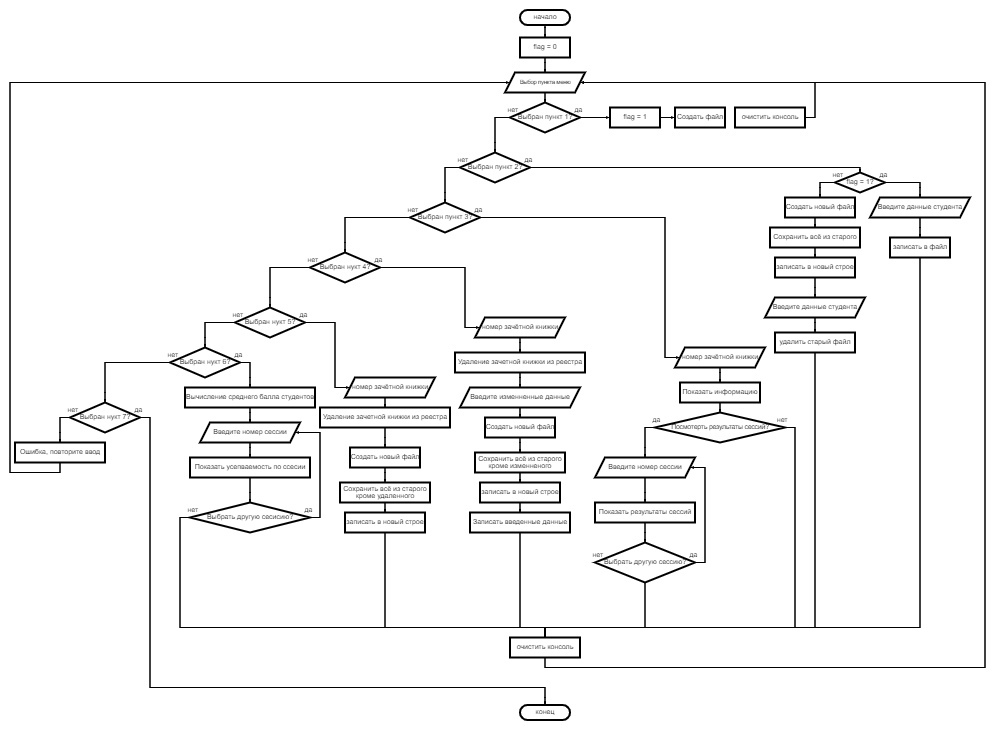 начало
flag = 0
Выбор пункта меню
нет
да
Выбран пункт 1?
flag = 1
Создать файл
очистить консоль
нет
да
Выбран пункт 2?
нет
да
flag = 1?
Создать новый файл
Введите данные студента
нет
да
Выбран пункт 3?
Сохранить всё из старого
записать в файл
нет
да
Выбран нукт 4?
записать в новый строе
Введите данные студента
нет
да
Выбран нукт 5?
номер зачётной книжки
удалить старый файл
нет
да
Выбран нукт 6?
Удаление зачетной книжки из реестра
номер зачётной книжки
Вычисление среднего балла студентов
номер зачётной книжки
Введите измененные данные
Показать информацию
нет
да
Выбран нукт 7?
Удаление зачетной книжки из реестра
да
нет
Посмотерть результаты сессий?
Введите номер сессии
Создать новый файл
Ошибка, повторите ввод
Показать усепваемость по ссесии
Создать новый файл
Сохранить всё из старого
кроме измененого
Введите номер сессии
Сохранить всё из старого
кроме удаленного
записать в новый строе
нет
да
Выбрать другую сесисию?
записать в новый строе
Записать введенные данные
Показать результаты сессий
нет
да
Выбрать другую сессию?
очистить консоль
конец